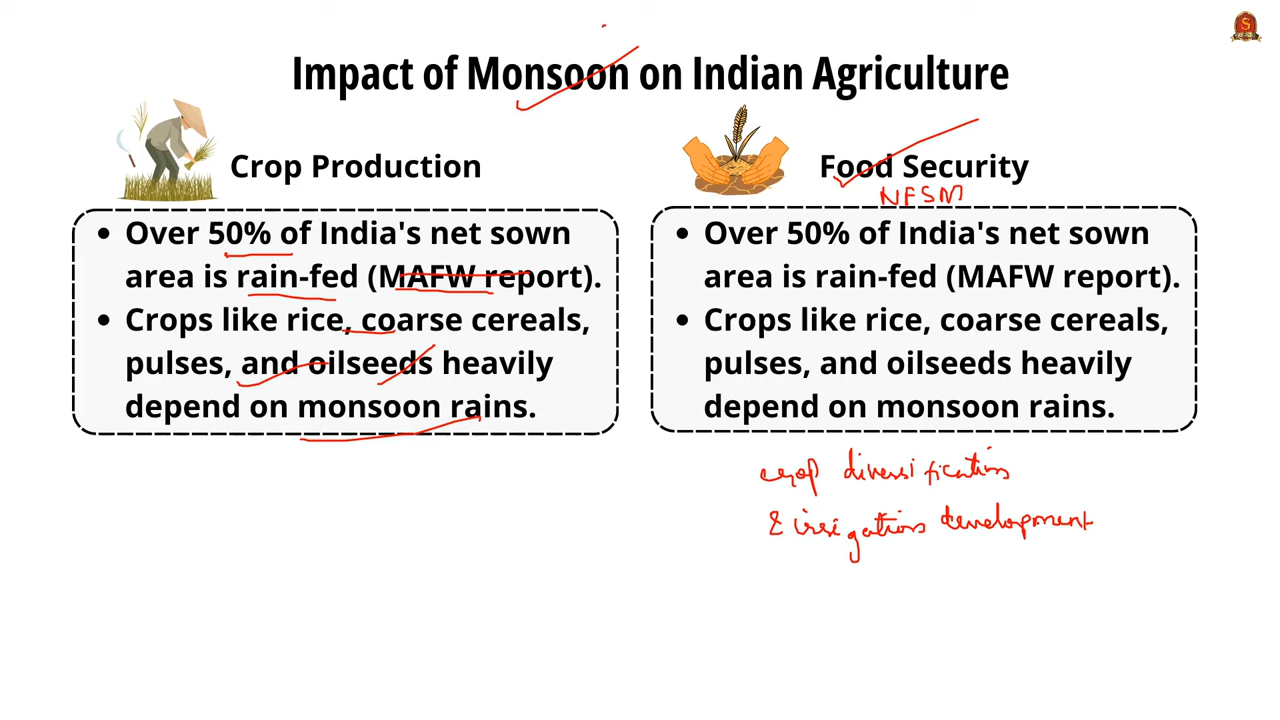 Impact of Monsoon on Indian Agriculture
Crop Production
• Over 50% of India's net sown
area is rain-fed (MAFW report).
• Crops like rice, coarse cereals,
pulses, and oilseeds heavily
depend on monsoon rains.
Food Security
NFSM
• Over 50% of India's net sown
area is rain-fed (MAFW report).
• Crops like rice, coarse cereals,
pulses, and oilseeds heavily
depend on monsoon rains.
crop diversification
& irrigation development
S